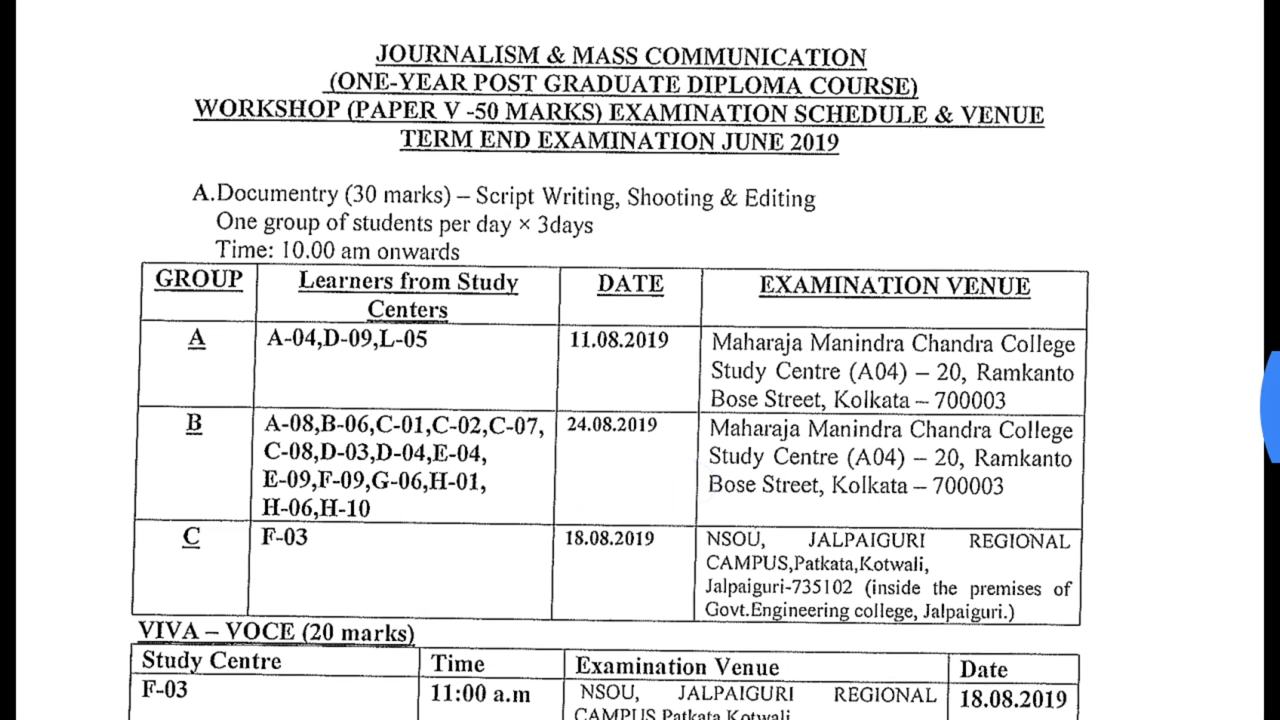 JOURNALISM & MASS COMMUNICATION
(ONE-YEAR POST GRADUATE DIPLOMA COURSE)
WORKSHOP (PAPER V -50 MARKS) EXAMINATION SCHEDULE & VENUE
TERM END EXAMINATION JUNE 2019
A.Documentry (30 marks) – Script Writing, Shooting & Editing
One group of students per day × 3days
Time: 10.00 am onwards
GROUP
Learners from Study
Centers
DATE
EXAMINATION VENUE
A
A-04,D-09,L-05
11.08.2019
Maharaja Manindra Chandra College
Study Centre (A04) – 20, Ramkanto
Bose Street, Kolkata – 700003
B
A-08,B-06,C-01,C-02,C-07,
C-08,D-03,D-04,E-04,
E-09,F-09,G-06,H-01,
H-06,H-10
24.08.2019
Maharaja Manindra Chandra College
Study Centre (A04) – 20, Ramkanto
Bose Street, Kolkata – 700003
C
F-03
18.08.2019
NSOU, JALPAIGURI REGIONAL
CAMPUS,Patkata,Kotwali,
Jalpaiguri-735102 (inside the premises of
Govt.Engineering college, Jalpaiguri.)
VIVA – VOCE (20 marks)
Study Centre
Time
Examination Venue
Date
F-03
11:00 a.m
NSOU, JALPAIGURI REGIONAL
CAMPUS,Patkata,Kotwali,
18.08.2019